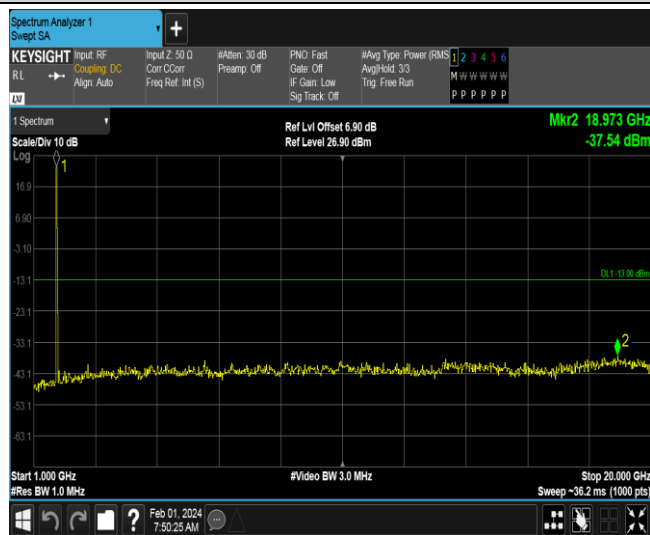 Spectrum Analyzer 1
Swept SA
KEYSIGHT
RL
LXI
Input: RF
Coupling: DC
Align: Auto
Input Z: 50 Ω
Corr CCorr
Freq Ref: Int (S)
#Atten: 30 dB
Preamp: Off
PNO: Fast
Gate: Off
IF Gain: Low
Sig Track: Off
#Avg Type: Power (RMS
Avg|Hold: 3/3
Trig: Free Run
1 2 3 4 5 6
M W W W W W
P P P P P P
1 Spectrum
Scale/Div 10 dB
Ref Lvl Offset 6.90 dB
Ref Level 26.90 dBm
Mkr2 18.973 GHz
-37.54 dBm
Log
1
16.9
6.90
-3.10
-13.1
DL1 -13.00 dBm
-23.1
-33.1
2
-43.1
-53.1
-63.1
Start 1.000 GHz
#Video BW 3.0 MHz
Stop 20.000 GHz
#Res BW 1.0 MHz
Sweep ~36.2 ms (1000 pts)
?
Feb 01, 2024
7:50:25 AM